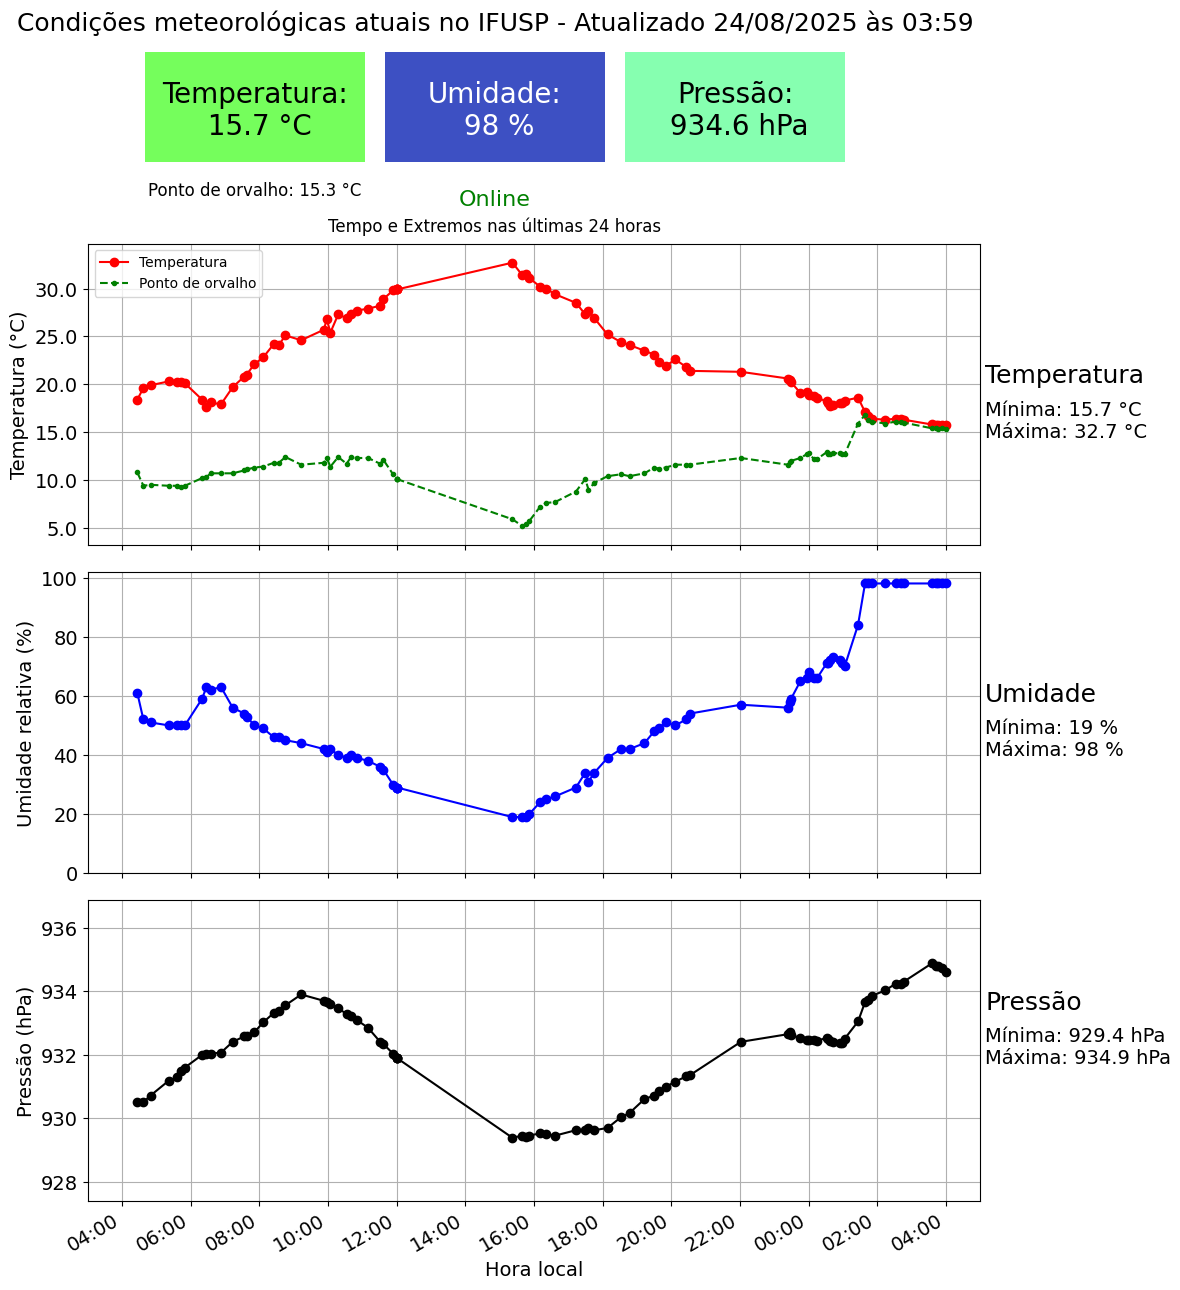 Condições meteorológicas atuais no IFUSP - Atualizado 24/08/2025 às 03:59
Temperatura:
15.7 °C
Umidade:
98 %
Pressão:
934.6 hPa
Ponto de orvalho: 15.3 °C
Online
Tempo e Extremos nas últimas 24 horas
Temperatura
Ponto de orvalho
Temperatura (°C)
30.0
25.0
20.0
15.0
10.0
5.0
Temperatura
Mínima: 15.7 °C
Máxima: 32.7 °C
Umidade relativa (%)
100
80
60
40
20
0
Umidade
Mínima: 19 %
Máxima: 98 %
Pressão (hPa)
936
934
932
930
928
Pressão
Mínima: 929.4 hPa
Máxima: 934.9 hPa
04:00
06:00
08:00
10:00
12:00
14:00
16:00
18:00
20:00
22:00
00:00
02:00
04:00
Hora local